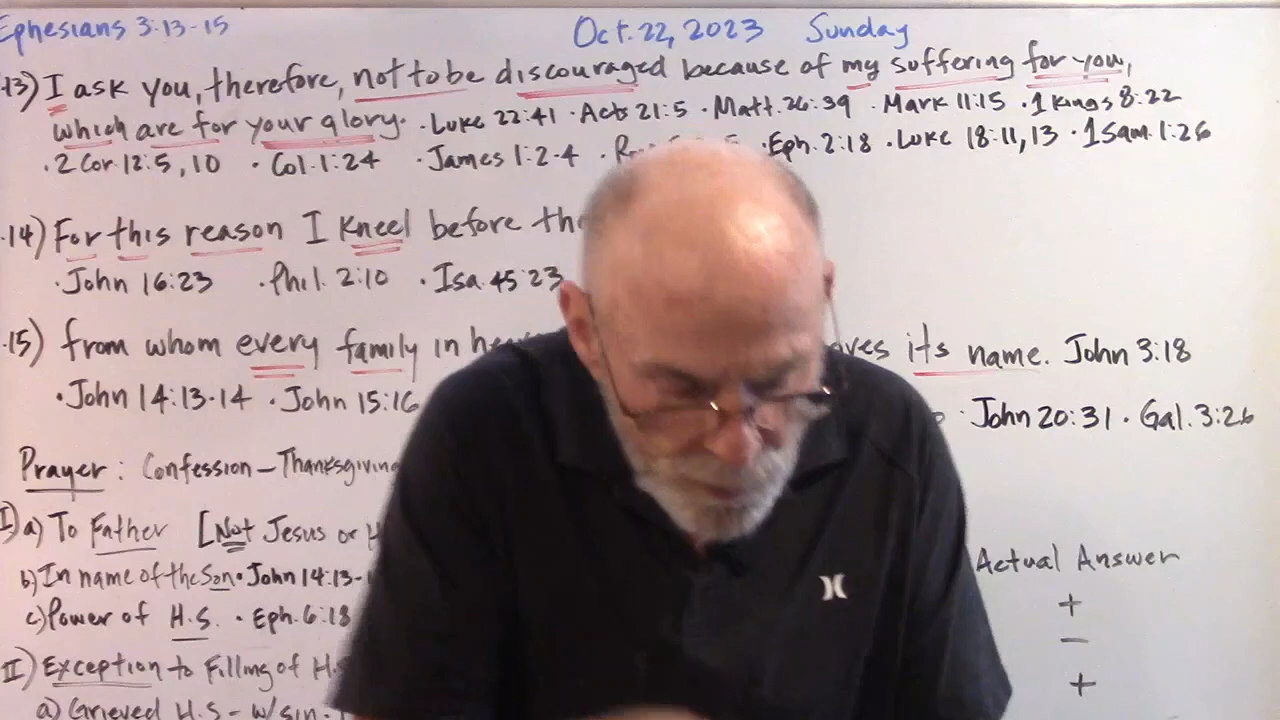 Ephesians 3:13-15 Oct. 22, 2023 Sunday
13) I ask you, therefore, not to be discouraged because of my suffering for you,
which are for your glory. · Luke 22:41 · Acts 21:5 · Matt. 26:39 · Mark 11:15 · 1 Kings 8:22
· 2 Cor. 12:5, 10 · Col. 1:24 · James 1:2-4 · Eph. 2:18 · Luke 18:11, 13 · 1 Sam. 1:26
14) For this reason I kneel before
· John 16:23 · Phil. 2:10 · Isa. 45:23
15) from whom every family in its name. John 3:18
· John 14:13-14 · John 15:16 · John 20:31 · Gal. 3:26
Prayer: Confession - Thanksgiving
I) a) To Father [Not Jesus or
b) In name of the Son · John 14:13- Actual Answer
c) Power of H.S. · Eph. 6:18 +
-
II) Exception to Filling of +
a) Grieved H.S - w/sin.